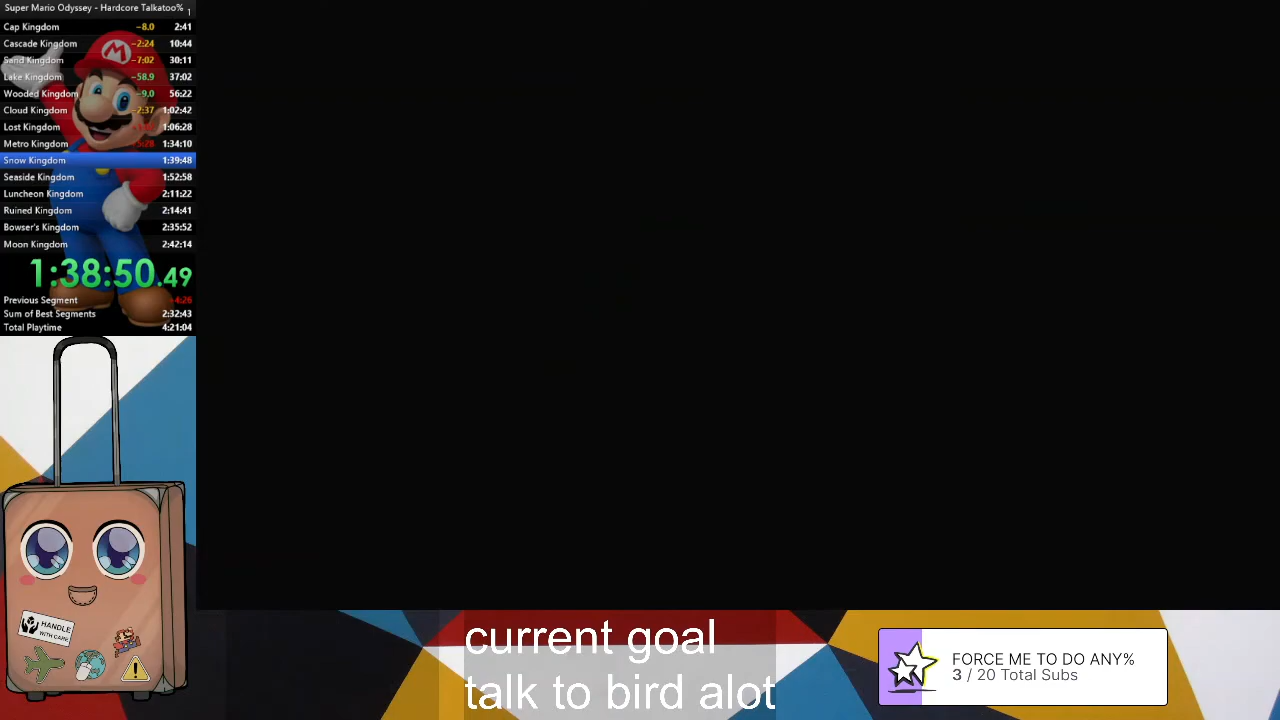 Super Mario Odyssey - Hardcore Talkatoo% 1
Cap Kingdom -8.0 2:41
Cascade Kingdom -2:24 10:44
Sand Kingdom -7:02 30:11
Lake Kingdom -58.9 37:02
Wooded Kingdom -9.0 56:22
Cloud Kingdom -2:37 1:02:42
Lost Kingdom 1:06:28
Metro Kingdom 1:34:10
Snow Kingdom 1:39:48
Seaside Kingdom 1:52:58
Luncheon Kingdom 2:11:22
Ruined Kingdom 2:14:41
Bowser's Kingdom 2:35:52
Moon Kingdom 2:42:14
1:38:50.49
Previous Segment -4:26
Sum of Best Segments 2:32:43
Total Playtime 4:21:04
HANDLE
WITH CARE
current goal
talk to bird alot
FORCE ME TO DO ANY%
3 / 20 Total Subs